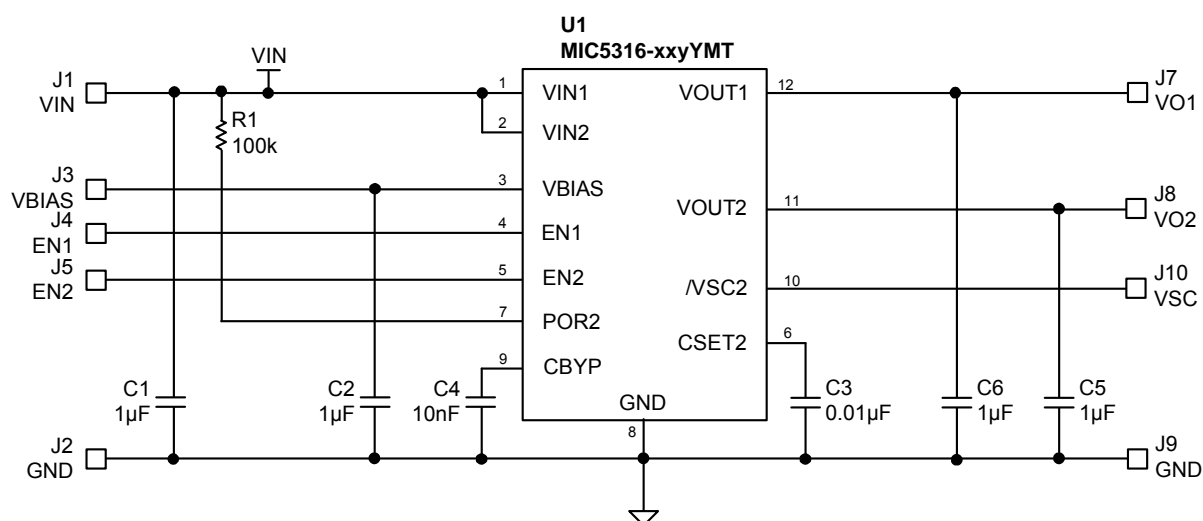 U1
MIC5316-xxyYMT
VIN
J1
VIN
1
VIN1
VOUT1
12
J7
VO1
R1
100k
2
VIN2
J3
VBIAS
3
VBIAS
VOUT2
11
J8
VO2
J4
EN1
4
EN1
J5
EN2
5
EN2
/VSC2
10
J10
VSC
7
POR2
CSET2
6
9
CBYP
C1
1µF
C2
1µF
C4
10nF
GND
8
C3
0.01µF
C6
1µF
C5
1µF
J2
GND
J9
GND